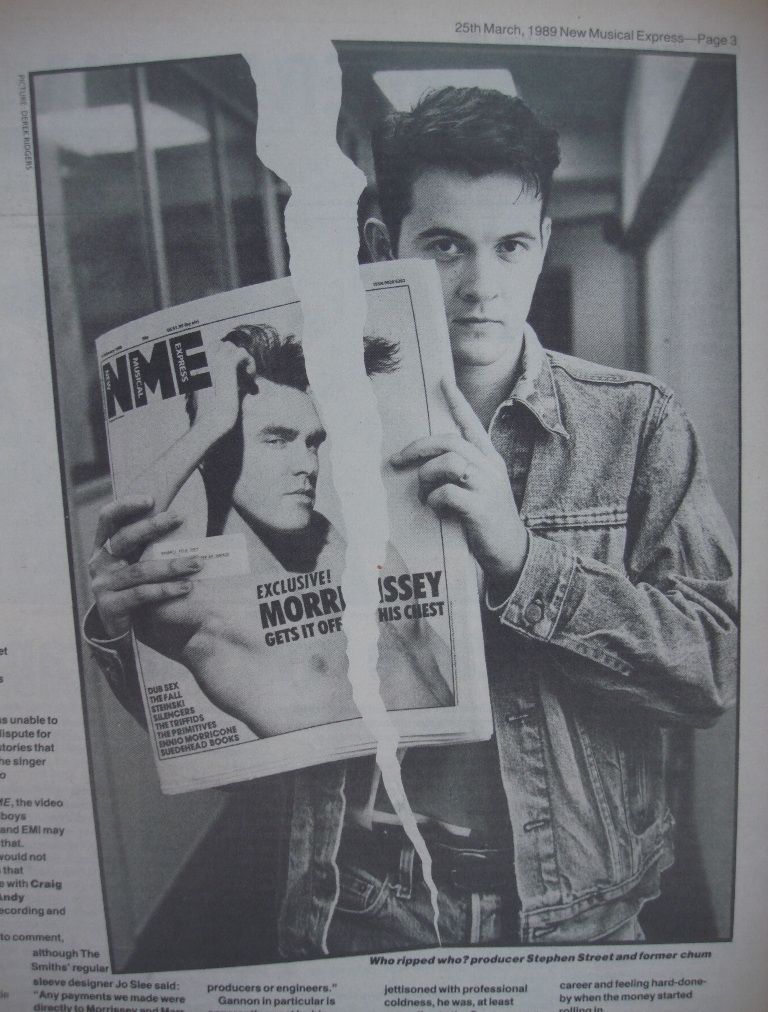 25th March, 1989 New Musical Express—Page 3
PICTURE: DEREK RIDGERS
NME
MUSICAL
EXPRESS
EXCLUSIVE!
MORRISSEY
GETS IT OFF HIS CHEST
DUB SEX
THE FALL
STEINSKI
SILENCERS
THE TRIFFIDS
THE PRIMITIVES
ENNIO MORRICONE
SUEDEHEAD BOOKS
Who ripped who? producer Stephen Street and former chum
et
s
s unable to
dispute for
stories that
he singer
o
ME, the video
boys
and EMI may
that.
would not
that
e with Craig
Andy
ecording and
to comment,
although The
Smiths' regular
sleeve designer Jo Slee said:
"Any payments we made were
directly to Morrissey and
producers or engineers."
Gannon in particular is
jettisoned with professional
coldness, he was, at least
career and feeling hard-done-
by when the money started
rolling in